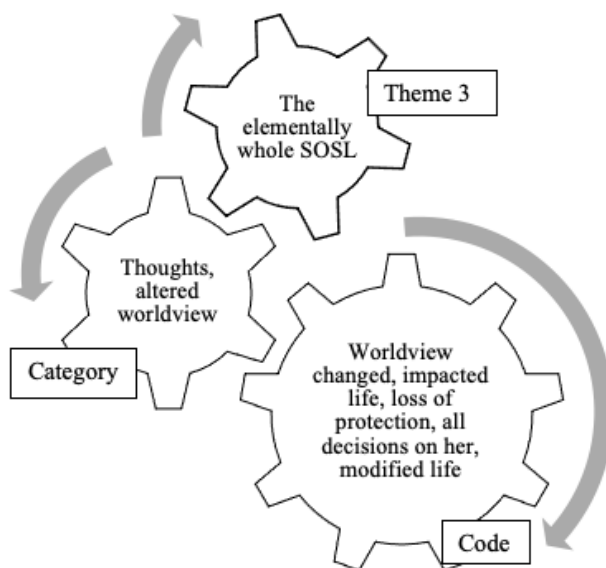 The
elementally
whole SOSL
Theme 3
Thoughts,
altered
worldview
Category
Worldview
changed, impacted
life, loss of
protection, all
decisions on her,
modified life
Code